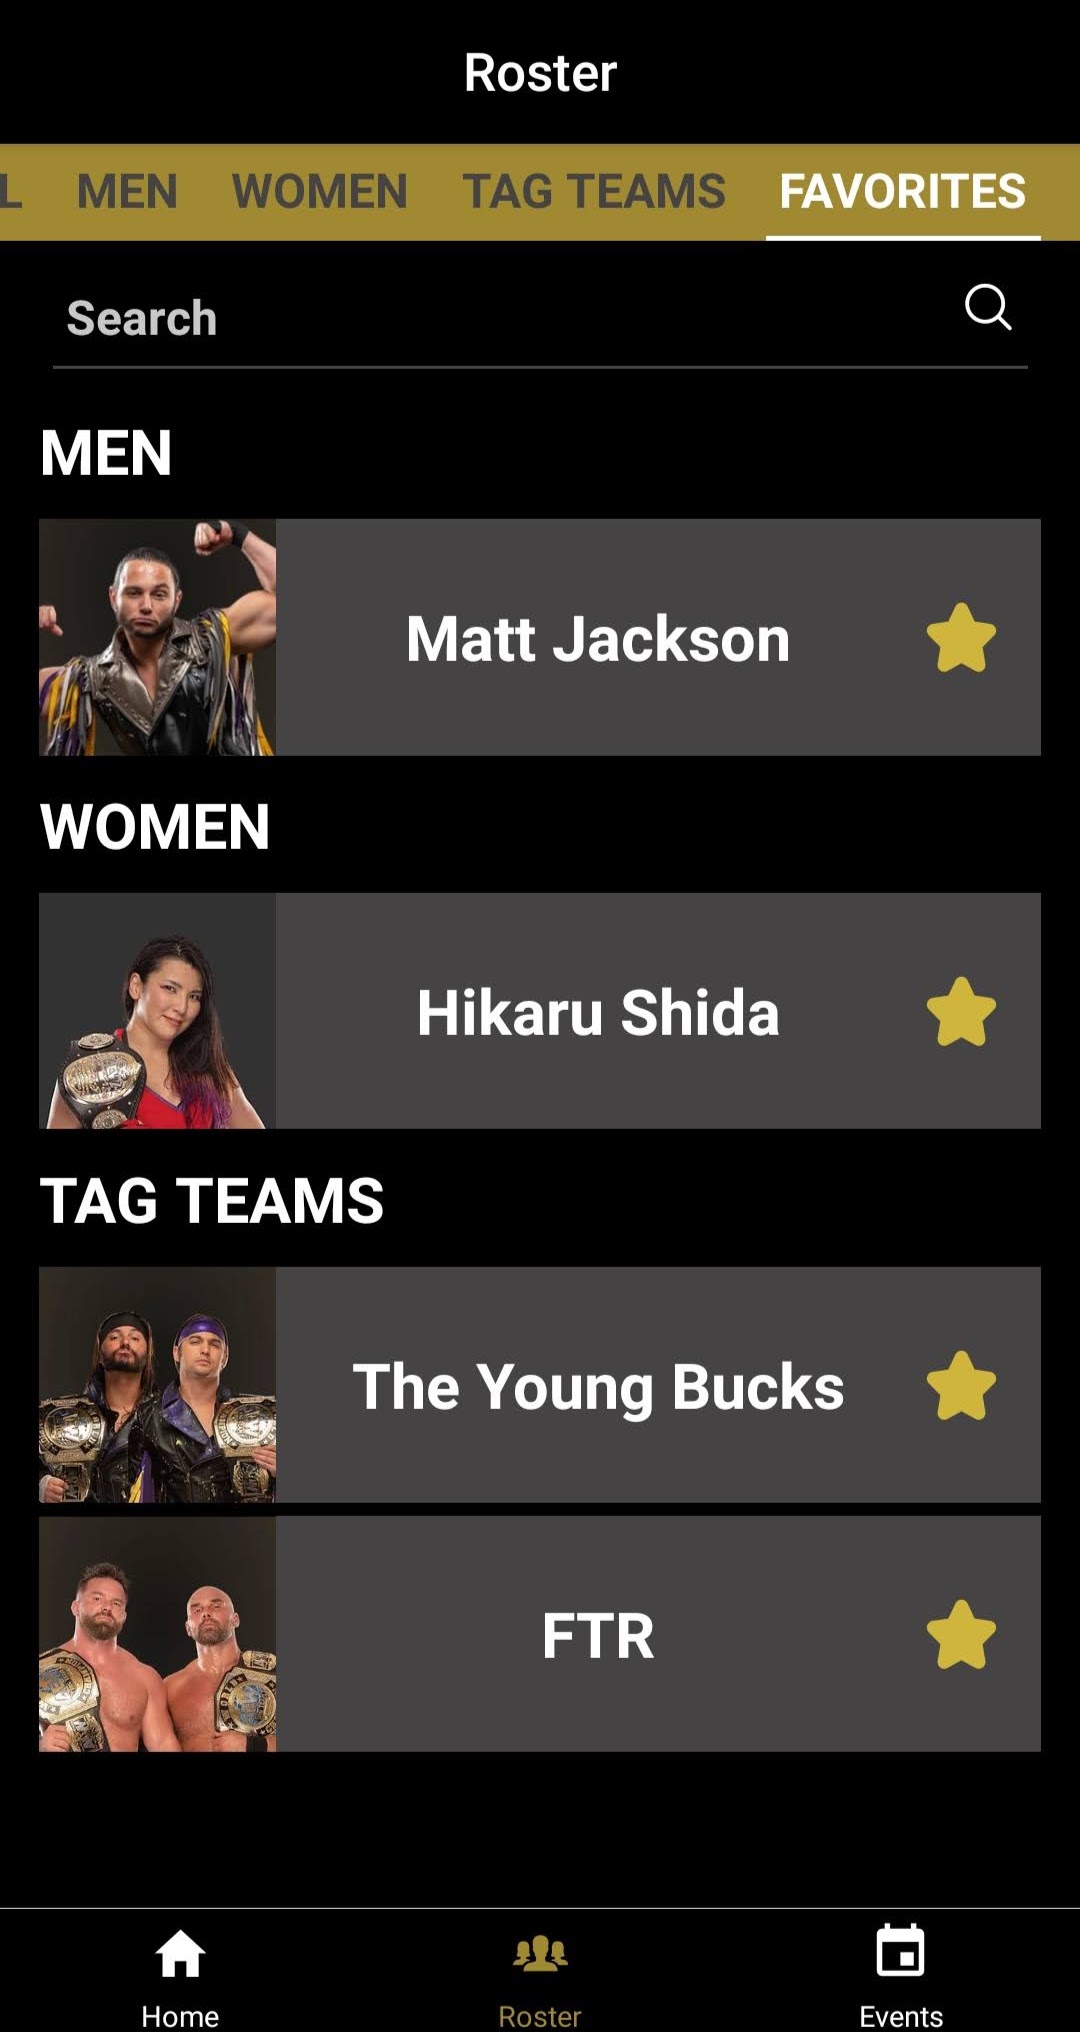 Roster
L MEN WOMEN TAG TEAMS FAVORITES
Search
MEN
Matt Jackson
WOMEN
Hikaru Shida
TAG TEAMS
The Young Bucks
FTR
Home Roster Events